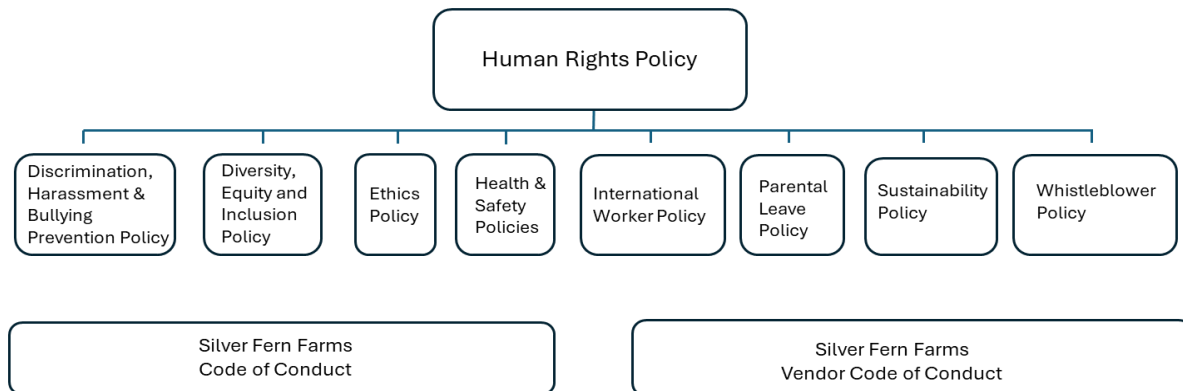 Human Rights Policy
Discrimination,
Harassment &
Bullying
Prevention Policy
Diversity,
Equity and
Inclusion
Policy
Ethics
Policy
Health &
Safety
Policies
International
Worker Policy
Parental
Leave
Policy
Sustainability
Policy
Whistleblower
Policy
Silver Fern Farms
Code of Conduct
Silver Fern Farms
Vendor Code of Conduct